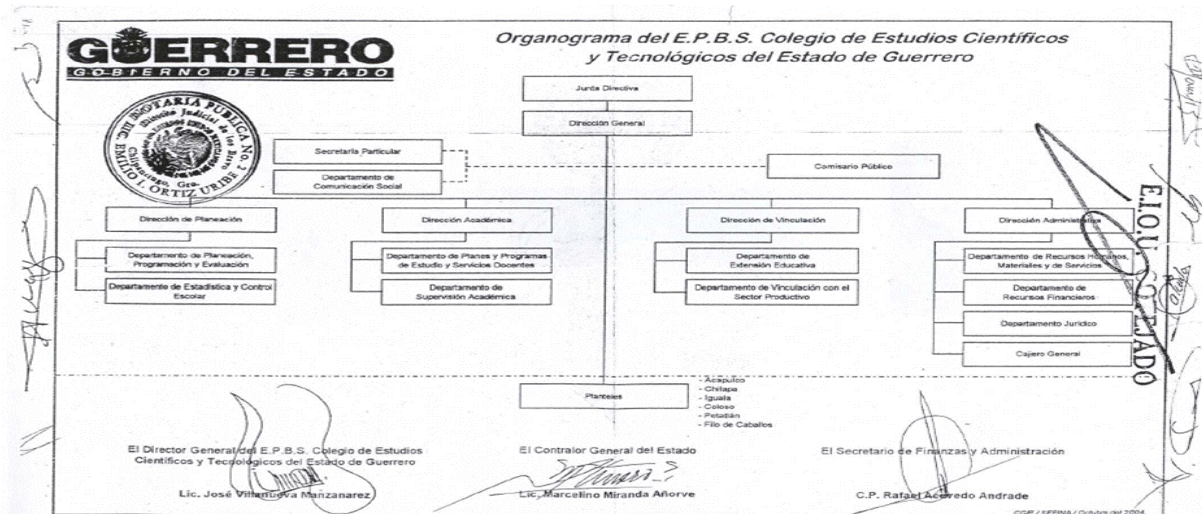 GUERRERO
GOBIERNO DEL ESTADO
Organograma del E.P.B.S. Colegio de Estudios Científicos
y Tecnológicos del Estado de Guerrero
LIC. EMILIO I. ORTIZ URIBE
NOTARIA PUBLICA No. 2
Chilpancingo, Gro.
Junta Directiva
Dirección General
Secretaría Particular
Departamento de
Comunicación Social
Comisario Público
Dirección de Planeación
Departamento de Planeación,
Programación y Evaluación
Departamento de Estadística y Control
Escolar
Dirección Académica
Departamento de Planes y Programas
de Estudio y Servicios Docentes
Departamento de
Supervisión Académica
Dirección de Vinculación
Departamento de
Extensión Educativa
Departamento de Vinculación con el
Sector Productivo
Dirección Administrativa
Departamento de Recursos Humanos,
Materiales y de Servicios
Departamento de
Recursos Financieros
Departamento Jurídico
Cajero General
E.I.O.U. COTEJADO
Planteles
- Acapulco
- Chilapa
- Iguala
- Coloso
- Petatlán
- Filo de Caballos
El Director General del E.P.B.S. Colegio de Estudios
Científicos y Tecnológicos del Estado de Guerrero
Lic. José Villanueva Manzanarez
El Contralor General del Estado
Lic. Marcelino Miranda Añorve
El Secretario de Finanzas y Administración
C.P. Rafael Acevedo Andrade
Octubre del 2004